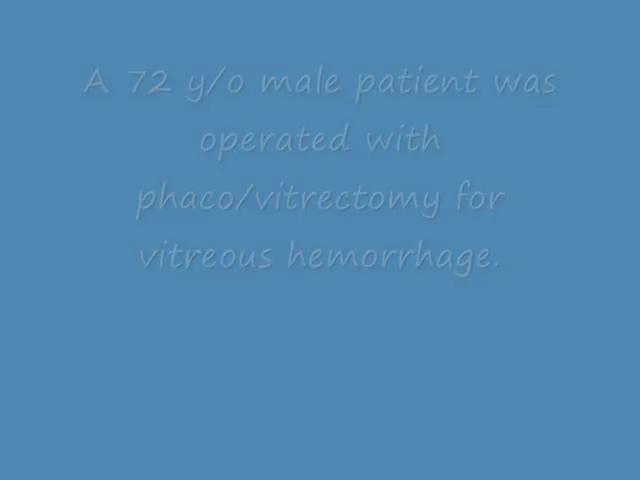 A 72 y/o male patient was
operated with
phaco/vitrectomy for
vitreous hemorrhage.